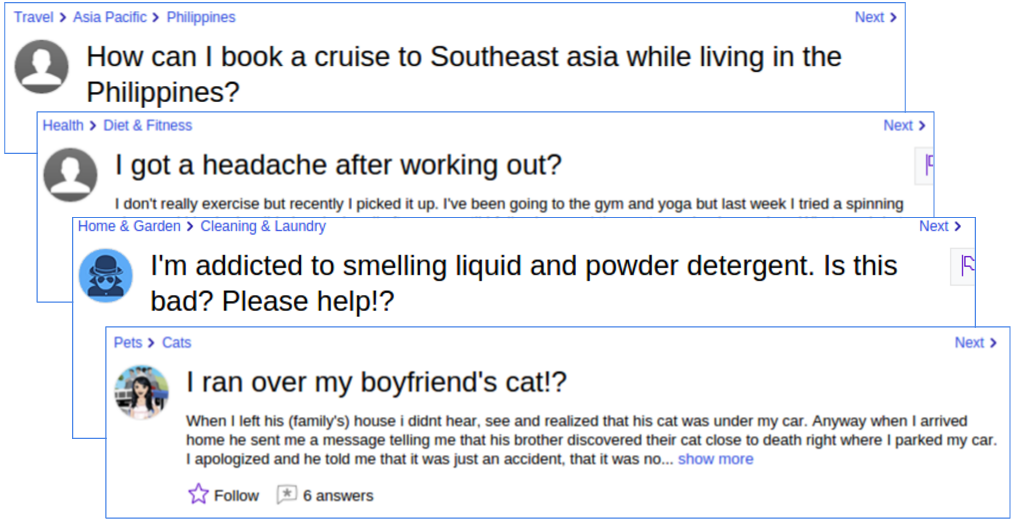 Travel > Asia Pacific > Philippines Next >
How can I book a cruise to Southeast asia while living in the
Philippines?
Health > Diet & Fitness Next >
I got a headache after working out?
I don't really exercise but recently I picked it up. I've been going to the gym and yoga but last week I tried a spinning
Home & Garden > Cleaning & Laundry Next >
I'm addicted to smelling liquid and powder detergent. Is this
bad? Please help!?
Pets > Cats Next >
I ran over my boyfriend's cat!?
When I left his (family's) house i didnt hear, see and realized that his cat was under my car. Anyway when I arrived
home he sent me a message telling me that his brother discovered their cat close to death right where I parked my car.
I apologized and he told me that it was just an accident, that it was no... show more
Follow 6 answers